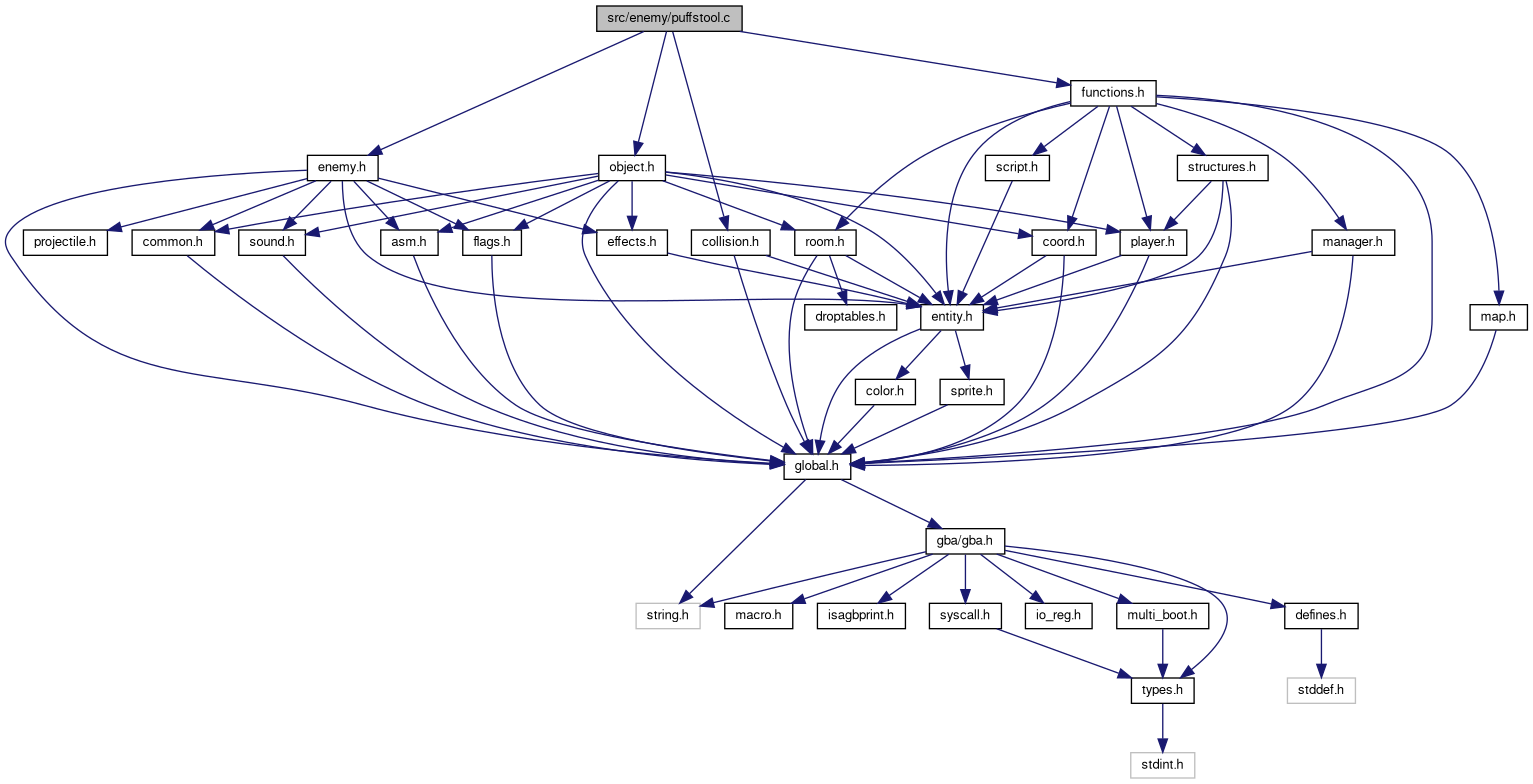 src/enemy/puffstool.c
functions.h
enemy.h
object.h
script.h
structures.h
projectile.h
common.h
sound.h
asm.h
flags.h
effects.h
collision.h
room.h
coord.h
player.h
manager.h
droptables.h
entity.h
map.h
color.h
sprite.h
global.h
gba/gba.h
string.h
macro.h
isagbprint.h
syscall.h
io_reg.h
multi_boot.h
defines.h
types.h
stddef.h
stdint.h